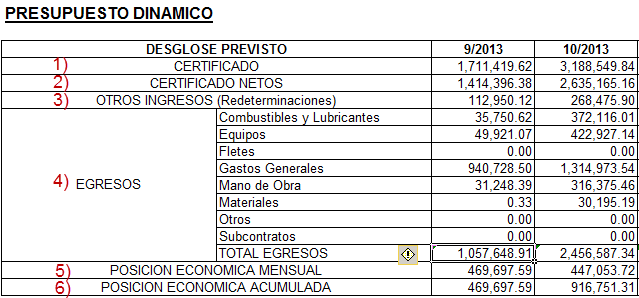 PRESUPUESTO DINAMICO
DESGLOSE PREVISTO 9/2013 10/2013
1) CERTIFICADO 1,711,419.62 3,188,549.84
2) CERTIFICADO NETOS 1,414,396.38 2,635,165.16
3) OTROS INGRESOS (Redeterminaciones) 112,950.12 268,475.90
4) EGRESOS
Combustibles y Lubricantes 35,750.62 372,116.01
Equipos 49,921.07 422,927.14
Fletes 0.00 0.00
Gastos Generales 940,728.50 1,314,973.54
Mano de Obra 31,248.39 316,375.46
Materiales 0.33 30,195.19
Otros 0.00 0.00
Subcontratos 0.00 0.00
TOTAL EGRESOS 1,057,648.91 2,456,587.34
5) POSICION ECONOMICA MENSUAL 469,697.59 447,053.72
6) POSICION ECONOMICA ACUMULADA 469,697.59 916,751.31